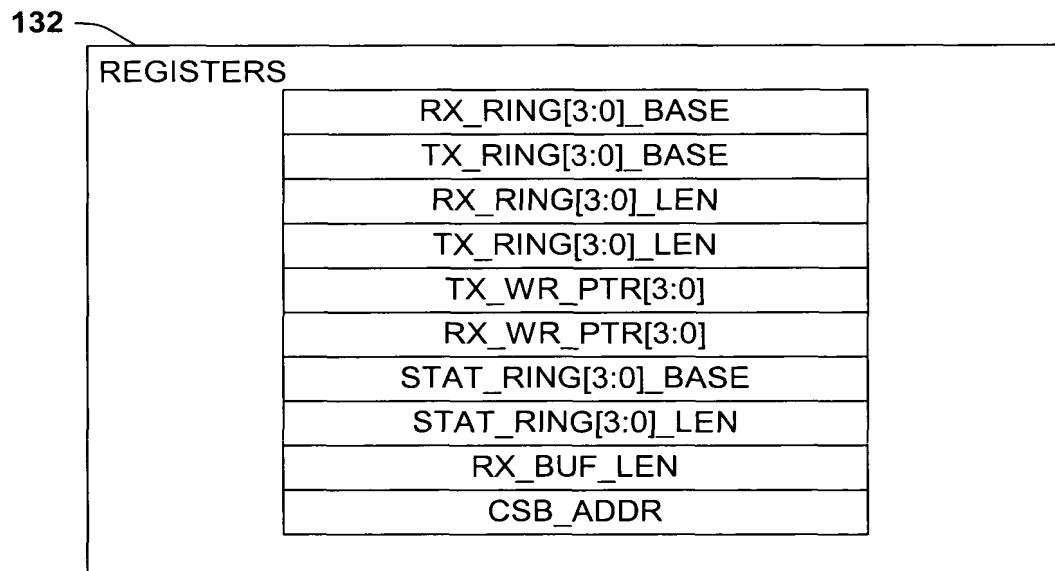 132
REGISTERS
RX_RING[3:0]_BASE
TX_RING[3:0]_BASE
RX_RING[3:0]_LEN
TX_RING[3:0]_LEN
TX_WR_PTR[3:0]
RX_WR_PTR[3:0]
STAT_RING[3:0]_BASE
STAT_RING[3:0]_LEN
RX_BUF_LEN
CSB_ADDR